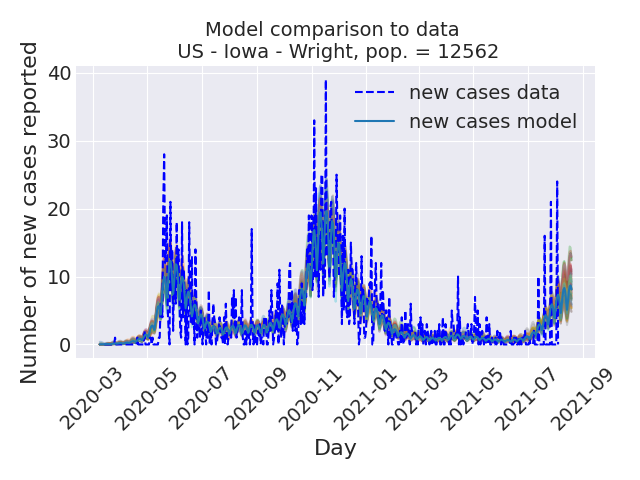 Model comparison to data
US - Iowa - Wright, pop. = 12562
Number of new cases reported
40
30
20
10
0
new cases data
new cases model
2020-03
2020-05
2020-07
2020-09
2020-11
2021-01
2021-03
2021-05
2021-07
2021-09
Day